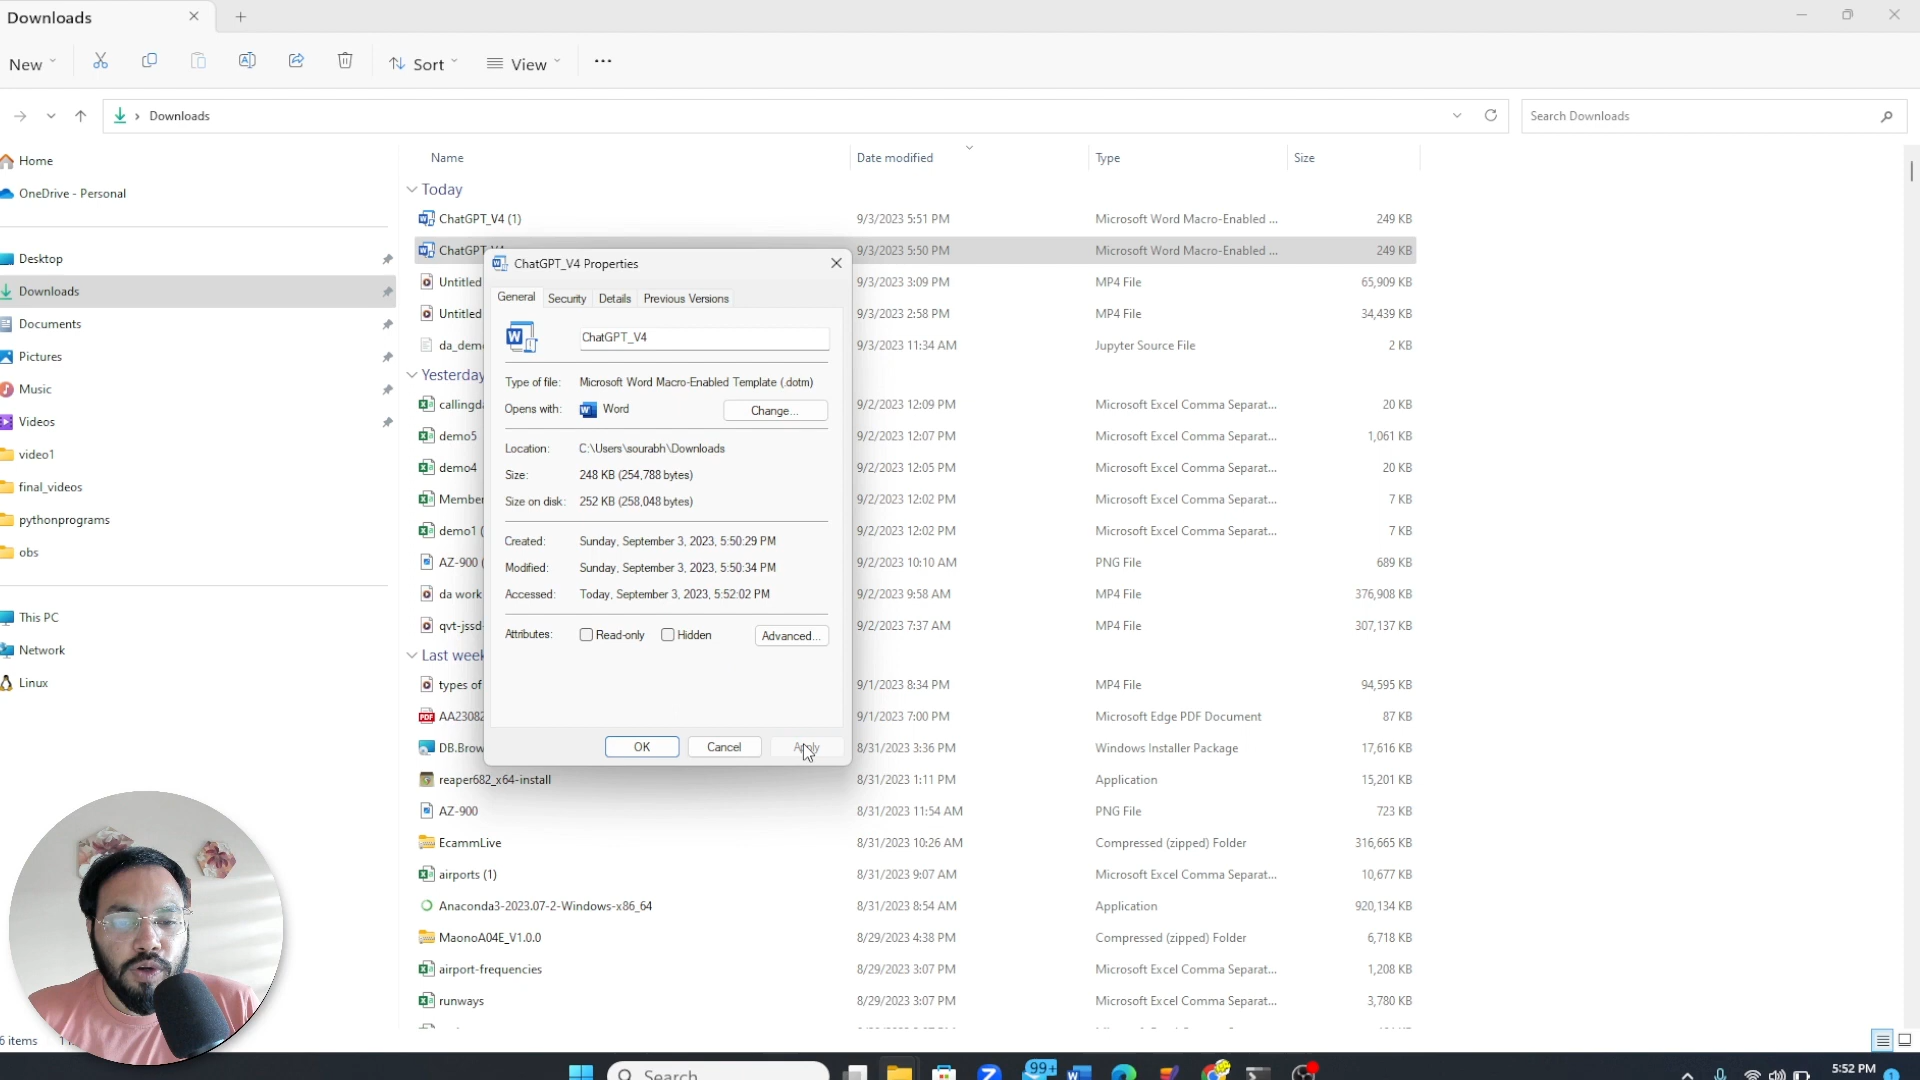 Downloads
New Sort View
Downloads Search Downloads
Home
OneDrive - Personal
Desktop
Downloads
Documents
Pictures
Music
Videos
video1
final_videos
pythonprograms
obs
This PC
Network
Linux
Name Date modified Type Size
Today
ChatGPT_V4 (1) 9/3/2023 5:51 PM Microsoft Word Macro-Enabled ... 249 KB
ChatGPT 9/3/2023 5:50 PM Microsoft Word Macro-Enabled ... 249 KB
Untitled 9/3/2023 3:09 PM MP4 File 65,909 KB
Untitled 9/3/2023 2:58 PM MP4 File 34,439 KB
da_dem 9/3/2023 11:34 AM Jupyter Source File 2 KB
Yesterday
callingd 9/2/2023 12:09 PM Microsoft Excel Comma Separat... 20 KB
demo5 9/2/2023 12:07 PM Microsoft Excel Comma Separat... 1,061 KB
demo4 9/2/2023 12:05 PM Microsoft Excel Comma Separat... 20 KB
Member 9/2/2023 12:02 PM Microsoft Excel Comma Separat... 7 KB
demo1 ( 9/2/2023 12:02 PM Microsoft Excel Comma Separat... 7 KB
AZ-900 ( 9/2/2023 10:10 AM PNG File 689 KB
da work 9/2/2023 9:58 AM MP4 File 376,908 KB
qvt-jssd- 9/2/2023 7:37 AM MP4 File 307,137 KB
Last week
types of 9/1/2023 8:34 PM MP4 File 94,595 KB
AA23082 9/1/2023 7:00 PM Microsoft Edge PDF Document 87 KB
DB.Brow 8/31/2023 3:36 PM Windows Installer Package 17,616 KB
reaper682_x64-install 8/31/2023 1:11 PM Application 15,201 KB
AZ-900 8/31/2023 11:54 AM PNG File 723 KB
EcammLive 8/31/2023 10:26 AM Compressed (zipped) Folder 316,665 KB
airports (1) 8/31/2023 9:07 AM Microsoft Excel Comma Separat... 10,677 KB
Anaconda3-2023.07-2-Windows-x86_64 8/31/2023 8:54 AM Application 920,134 KB
MaonoA04E_V1.0.0 8/29/2023 4:38 PM Compressed (zipped) Folder 6,718 KB
airport-frequencies 8/29/2023 3:07 PM Microsoft Excel Comma Separat... 1,208 KB
runways 8/29/2023 3:07 PM Microsoft Excel Comma Separat... 3,780 KB
ChatGPT_V4 Properties
General Security Details Previous Versions
ChatGPT_V4
Type of file: Microsoft Word Macro-Enabled Template (.dotm)
Opens with: Word Change...
Location: C:\Users\sourabh\Downloads
Size: 248 KB (254,788 bytes)
Size on disk: 252 KB (258,048 bytes)
Created: Sunday, September 3, 2023, 5:50:29 PM
Modified: Sunday, September 3, 2023, 5:50:34 PM
Accessed: Today, September 3, 2023, 5:52:02 PM
Attributes: Read-only Hidden Advanced...
OK Cancel Apply
6 items
Search 99+ 5:52 PM 1